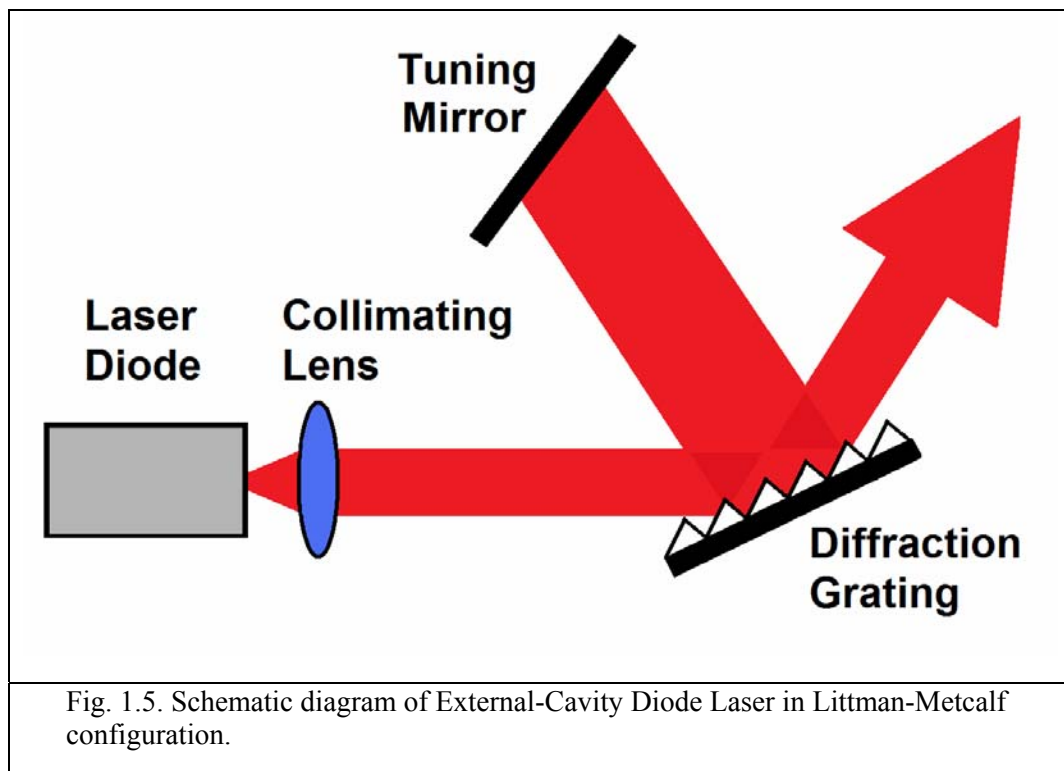 Tuning
Mirror
Laser
Diode
Collimating
Lens
Diffraction
Grating
Fig. 1.5. Schematic diagram of External-Cavity Diode Laser in Littman-Metcalf
configuration.